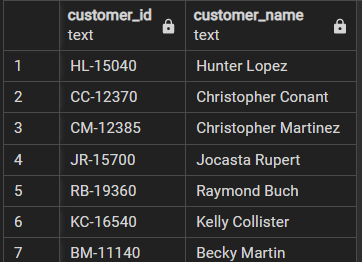 customer_id customer_name
text text
1 HL-15040 Hunter Lopez
2 CC-12370 Christopher Conant
3 CM-12385 Christopher Martinez
4 JR-15700 Jocasta Rupert
5 RB-19360 Raymond Buch
6 KC-16540 Kelly Collister
7 BM-11140 Becky Martin